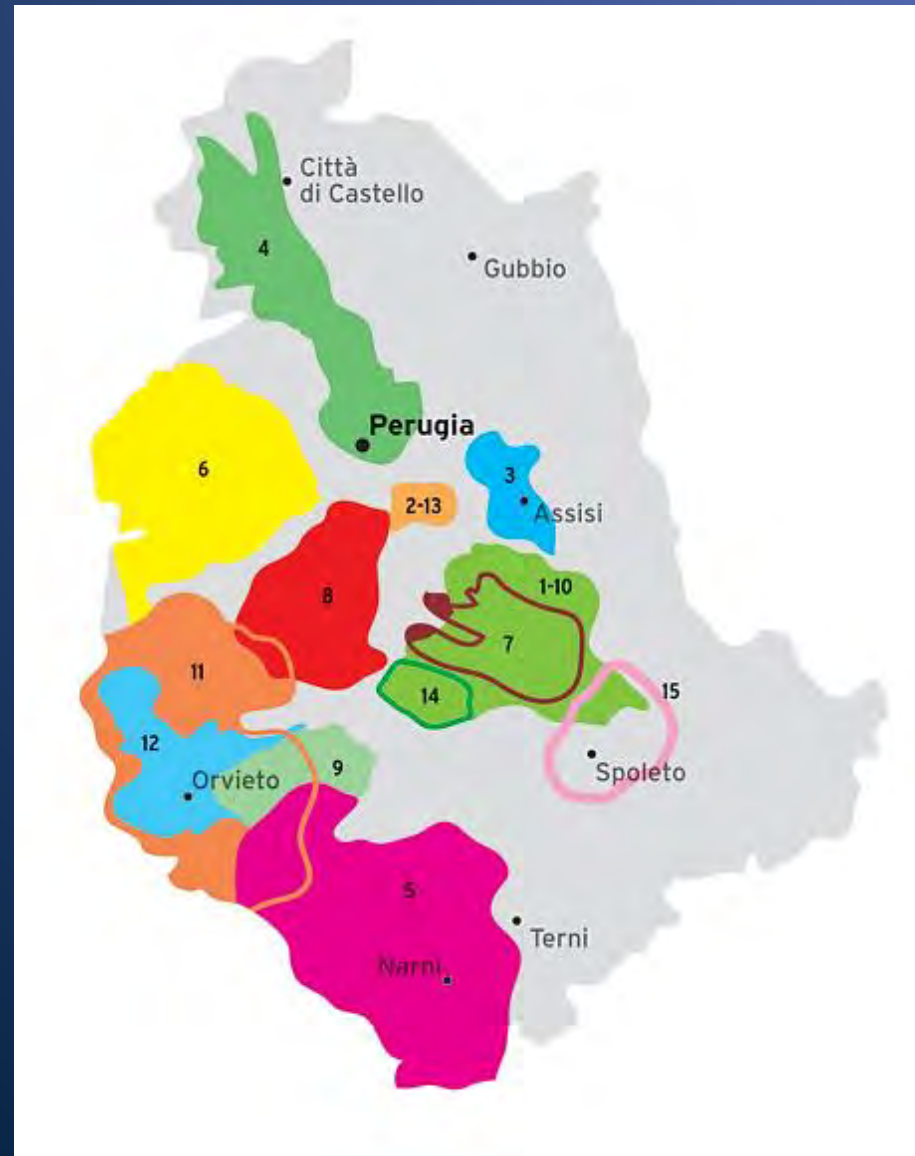 Città
di Castello
4
Gubbio
Perugia
6
3
2-13
Assisi
8
1-10
7
11
14
15
12
9
Spoleto
Orvieto
5
Terni
Narni